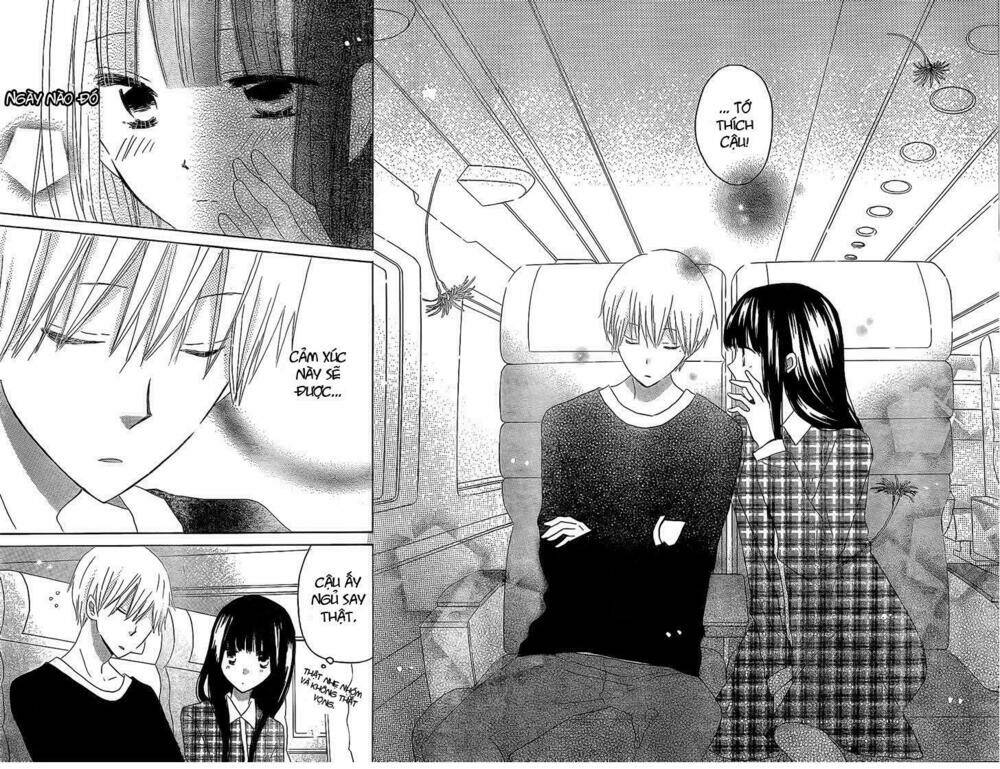 ... TỚ
THÍCH
CẬU!
NGÀY NÀO ĐÓ
CẢM XÚC
NÀY SẼ
ĐƯỢC...
CẬU ẤY
NGỦ SAY
THẬT.
THẬT NHẸ NHÕM
VÀ KHÔNG THẤT
VỌNG.